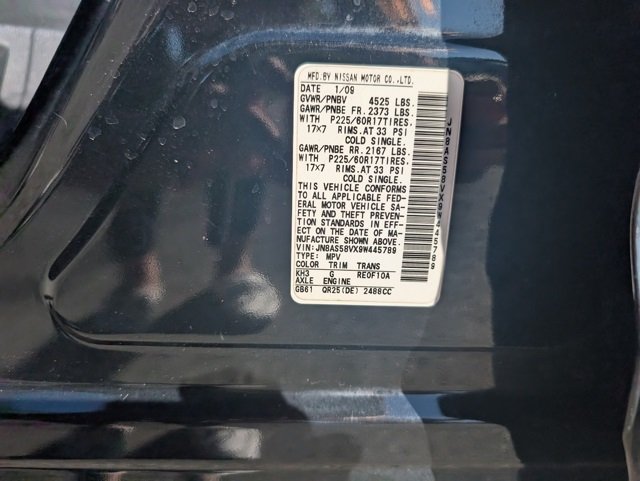 MFD.BY NISSAN MOTOR CO.,LTD.
DATE 1/09
GVWR/PNBV 4525 LBS.
GAWR/PNBE FR. 2373 LBS.
WITH P225/60R17TIRES.
17X7 RIMS.AT 33 PSI
COLD SINGLE.
GAWR/PNBE RR. 2167 LBS.
WITH P225/60R17TIRES.
17X7 RIMS.AT 33 PSI
COLD SINGLE.
THIS VEHICLE CONFORMS
TO ALL APPLICABLE FED-
ERAL MOTOR VEHICLE SA-
FETY AND THEFT PREVEN-
TION STANDARDS IN EFF-
ECT ON THE DATE OF MA-
NUFACTURE SHOWN ABOVE.
VIN: JN8AS58VX9W445789
TYPE: MPV
COLOR TRIM TRANS
KH3 G RE0F10A
AXLE ENGINE
GB61 QR25(DE) 2488CC
JN8AS58VX9W445789